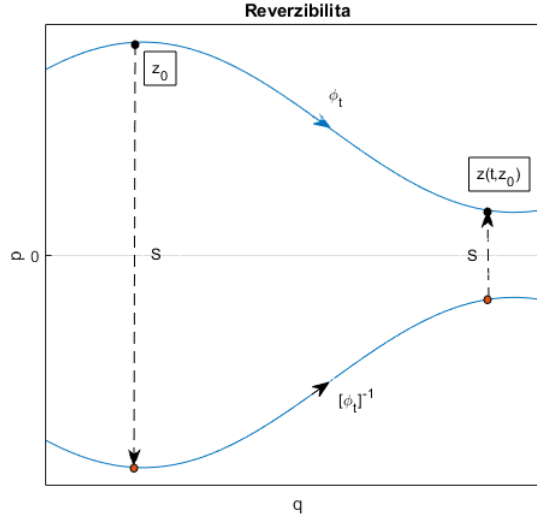 Reverzibilita
z₀
ϕₜ
z(t,z₀)
p
0
S
S
[ϕₜ]⁻¹
q